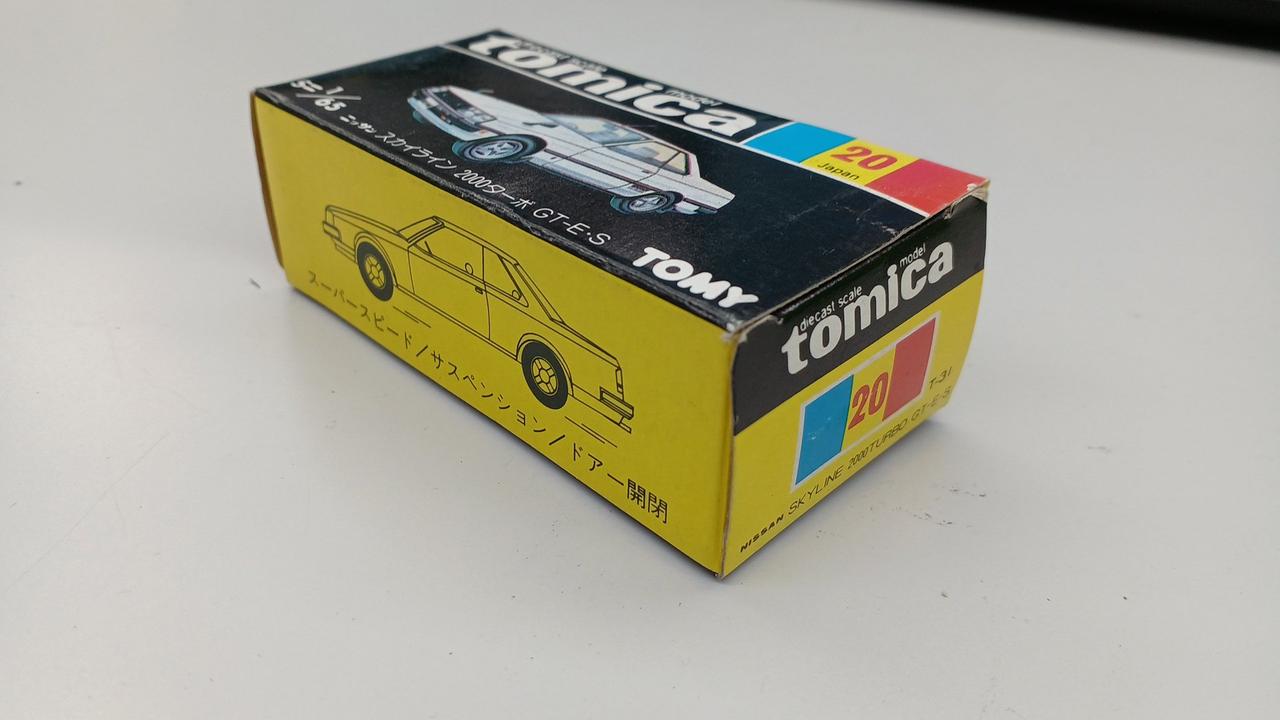 diecast scale model
tomica
20
Japan
S=1/65
ニッサン スカイライン 2000ターボ GT-E・S
TOMY
スーパースピード/サスペンション/ドアー開閉
diecast scale model
tomica
20
T-31
NISSAN SKYLINE 2000TURBO GT-E・S